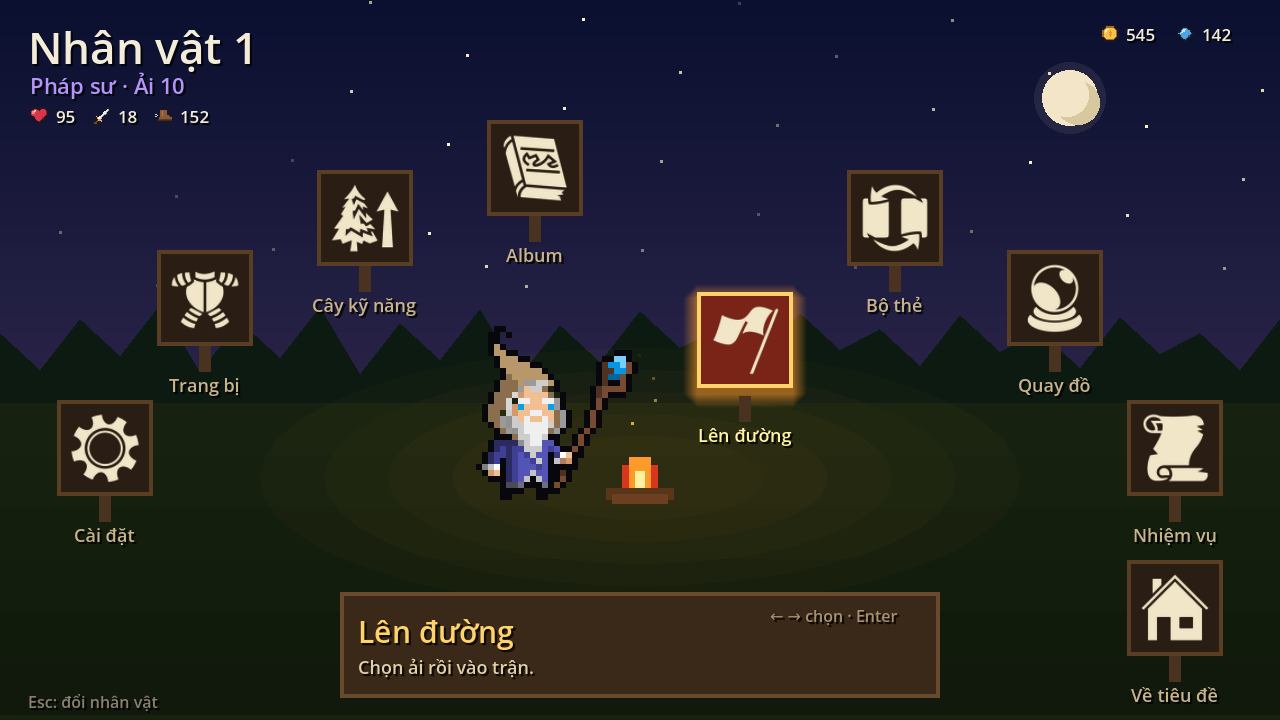 Nhân vật 1
Pháp sư · Ải 10
95 18 152
545 142
Album
Cây kỹ năng
Bộ thẻ
Trang bị
Quay đồ
Lên đường
Cài đặt
Nhiệm vụ
Về tiêu đề
Lên đường
← → chọn · Enter
Chọn ải rồi vào trận.
Esc: đổi nhân vật